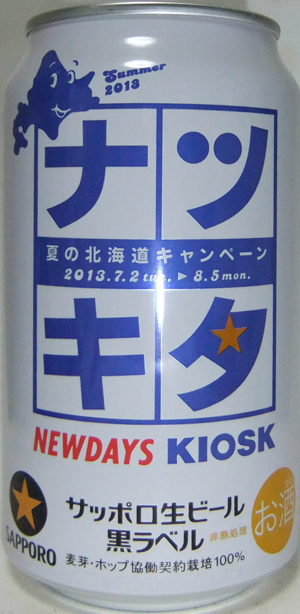 Summer
2013
ナツ
夏の北海道キャンペーン
2013.7.2 tue. ▶ 8.5 mon.
キタ
NEWDAYS KIOSK
SAPPORO
サッポロ生ビール
黒ラベル
非熱処理
お酒
麦芽・ホップ協働契約栽培100%